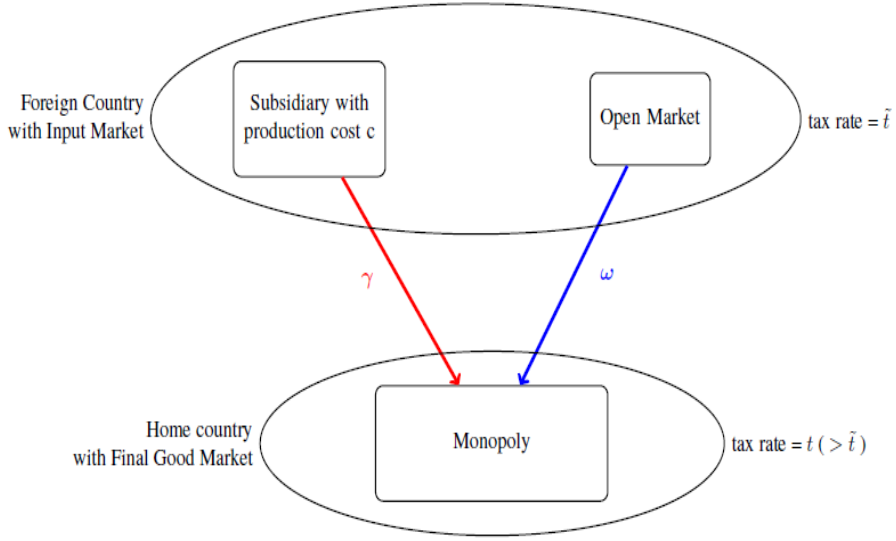 Subsidiary with
production cost c
Open Market
Foreign Country
with Input Market
tax rate = t̃
γ
ω
Home country
with Final Good Market
Monopoly
tax rate = t ( > t̃ )